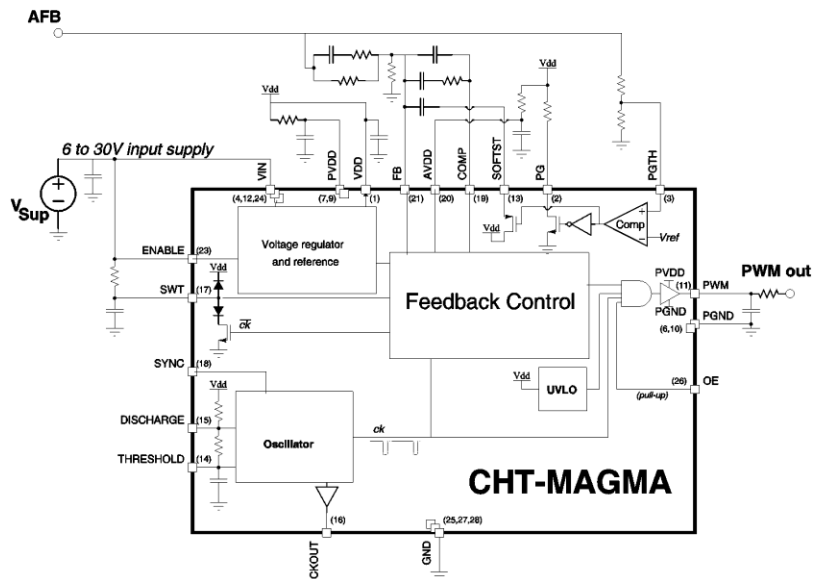 AFB
Vdd
Vdd
Vdd
6 to 30V input supply
VIN
PVDD
VDD
FB
AVDD
COMP
SOFTST
PG
PGTH
(4,12,24)
(7,9)
(1)
(21)
(20)
(19)
(13)
(2)
(3)
+
−
VSup
Voltage regulator
and reference
Vdd
Comp
+
−
Vref
ENABLE
(23)
Vdd
SWT
(17)
ck
Feedback Control
PVDD
(11)
PWM
PWM out
PGND
PGND
(6,10)
SYNC
(18)
Vdd
UVLO
(26)
OE
(pull-up)
Vdd
DISCHARGE
(15)
Oscillator
ck
THRESHOLD
(14)
CHT-MAGMA
(16)
(25,27,28)
CKOUT
GND